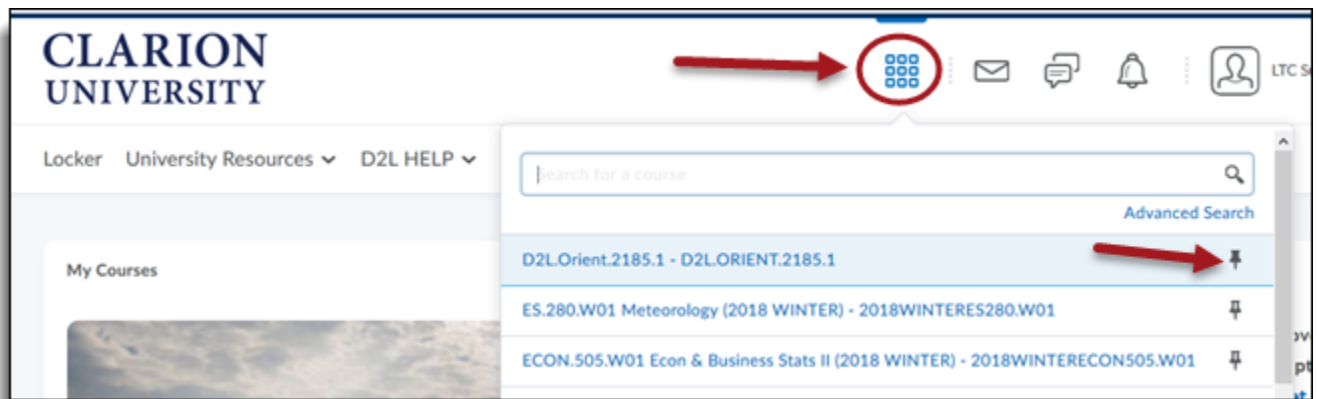 CLARION
UNIVERSITY
LTC S
Locker University Resources D2L HELP
Search for a course
Advanced Search
My Courses
D2L.Orient.2185.1 - D2L.ORIENT.2185.1
ES.280.W01 Meteorology (2018 WINTER) - 2018WINTERES280.W01
ECON.505.W01 Econ & Business Stats II (2018 WINTER) - 2018WINTERECON505.W01